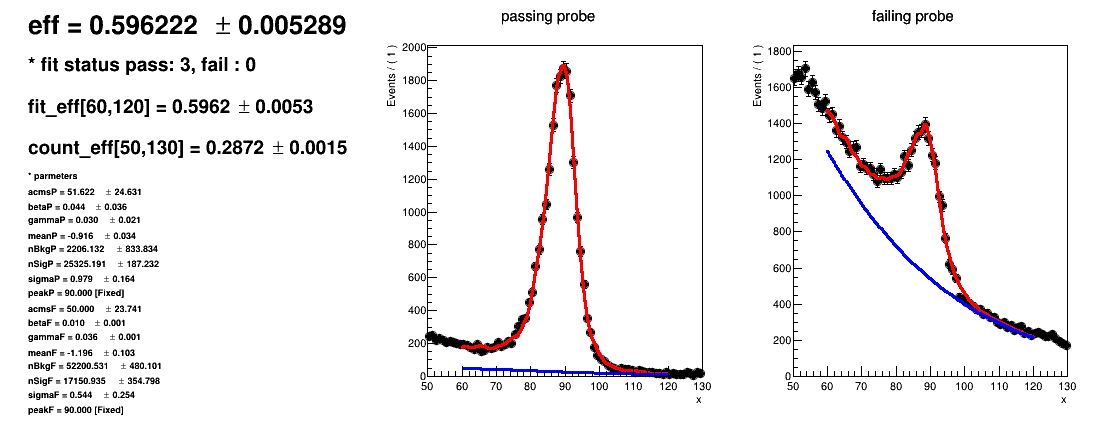 eff = 0.596222 ± 0.005289
* fit status pass: 3, fail : 0
fit_eff[60,120] = 0.5962 ± 0.0053
count_eff[50,130] = 0.2872 ± 0.0015
* parmeters
acmsP = 51.622 ± 24.631
betaP = 0.044 ± 0.036
gammaP = 0.030 ± 0.021
meanP = -0.916 ± 0.034
nBkgP = 2206.132 ± 833.834
nSigP = 25325.191 ± 187.232
sigmaP = 0.979 ± 0.164
peakP = 90.000 [Fixed]
acmsF = 50.000 ± 23.741
betaF = 0.010 ± 0.001
gammaF = 0.036 ± 0.001
meanF = -1.196 ± 0.103
nBkgF = 52200.531 ± 480.101
nSigF = 17150.935 ± 354.798
sigmaF = 0.544 ± 0.254
peakF = 90.000 [Fixed]
passing probe
Events / ( 1 )
2000
1800
1600
1400
1200
1000
800
600
400
200
0
50 60 70 80 90 100 110 120 130
x
failing probe
Events / ( 1 )
1800
1600
1400
1200
1000
800
600
400
200
0
50 60 70 80 90 100 110 120 130
x